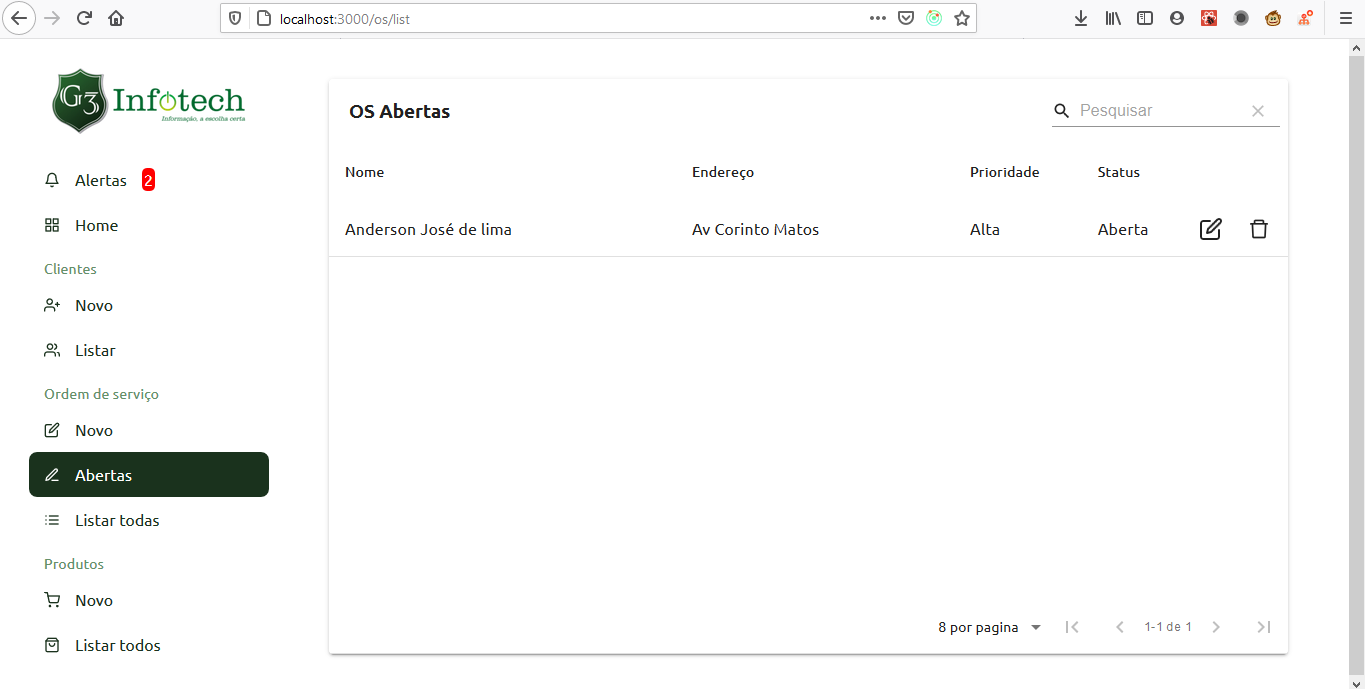 localhost:3000/os/list
G3 Infotech
Informação, a escolha certa
Alertas 2
Home
Clientes
Novo
Listar
Ordem de serviço
Novo
Abertas
Listar todas
Produtos
Novo
Listar todos
OS Abertas
Pesquisar
Nome Endereço Prioridade Status
Anderson José de lima Av Corinto Matos Alta Aberta
8 por pagina 1-1 de 1